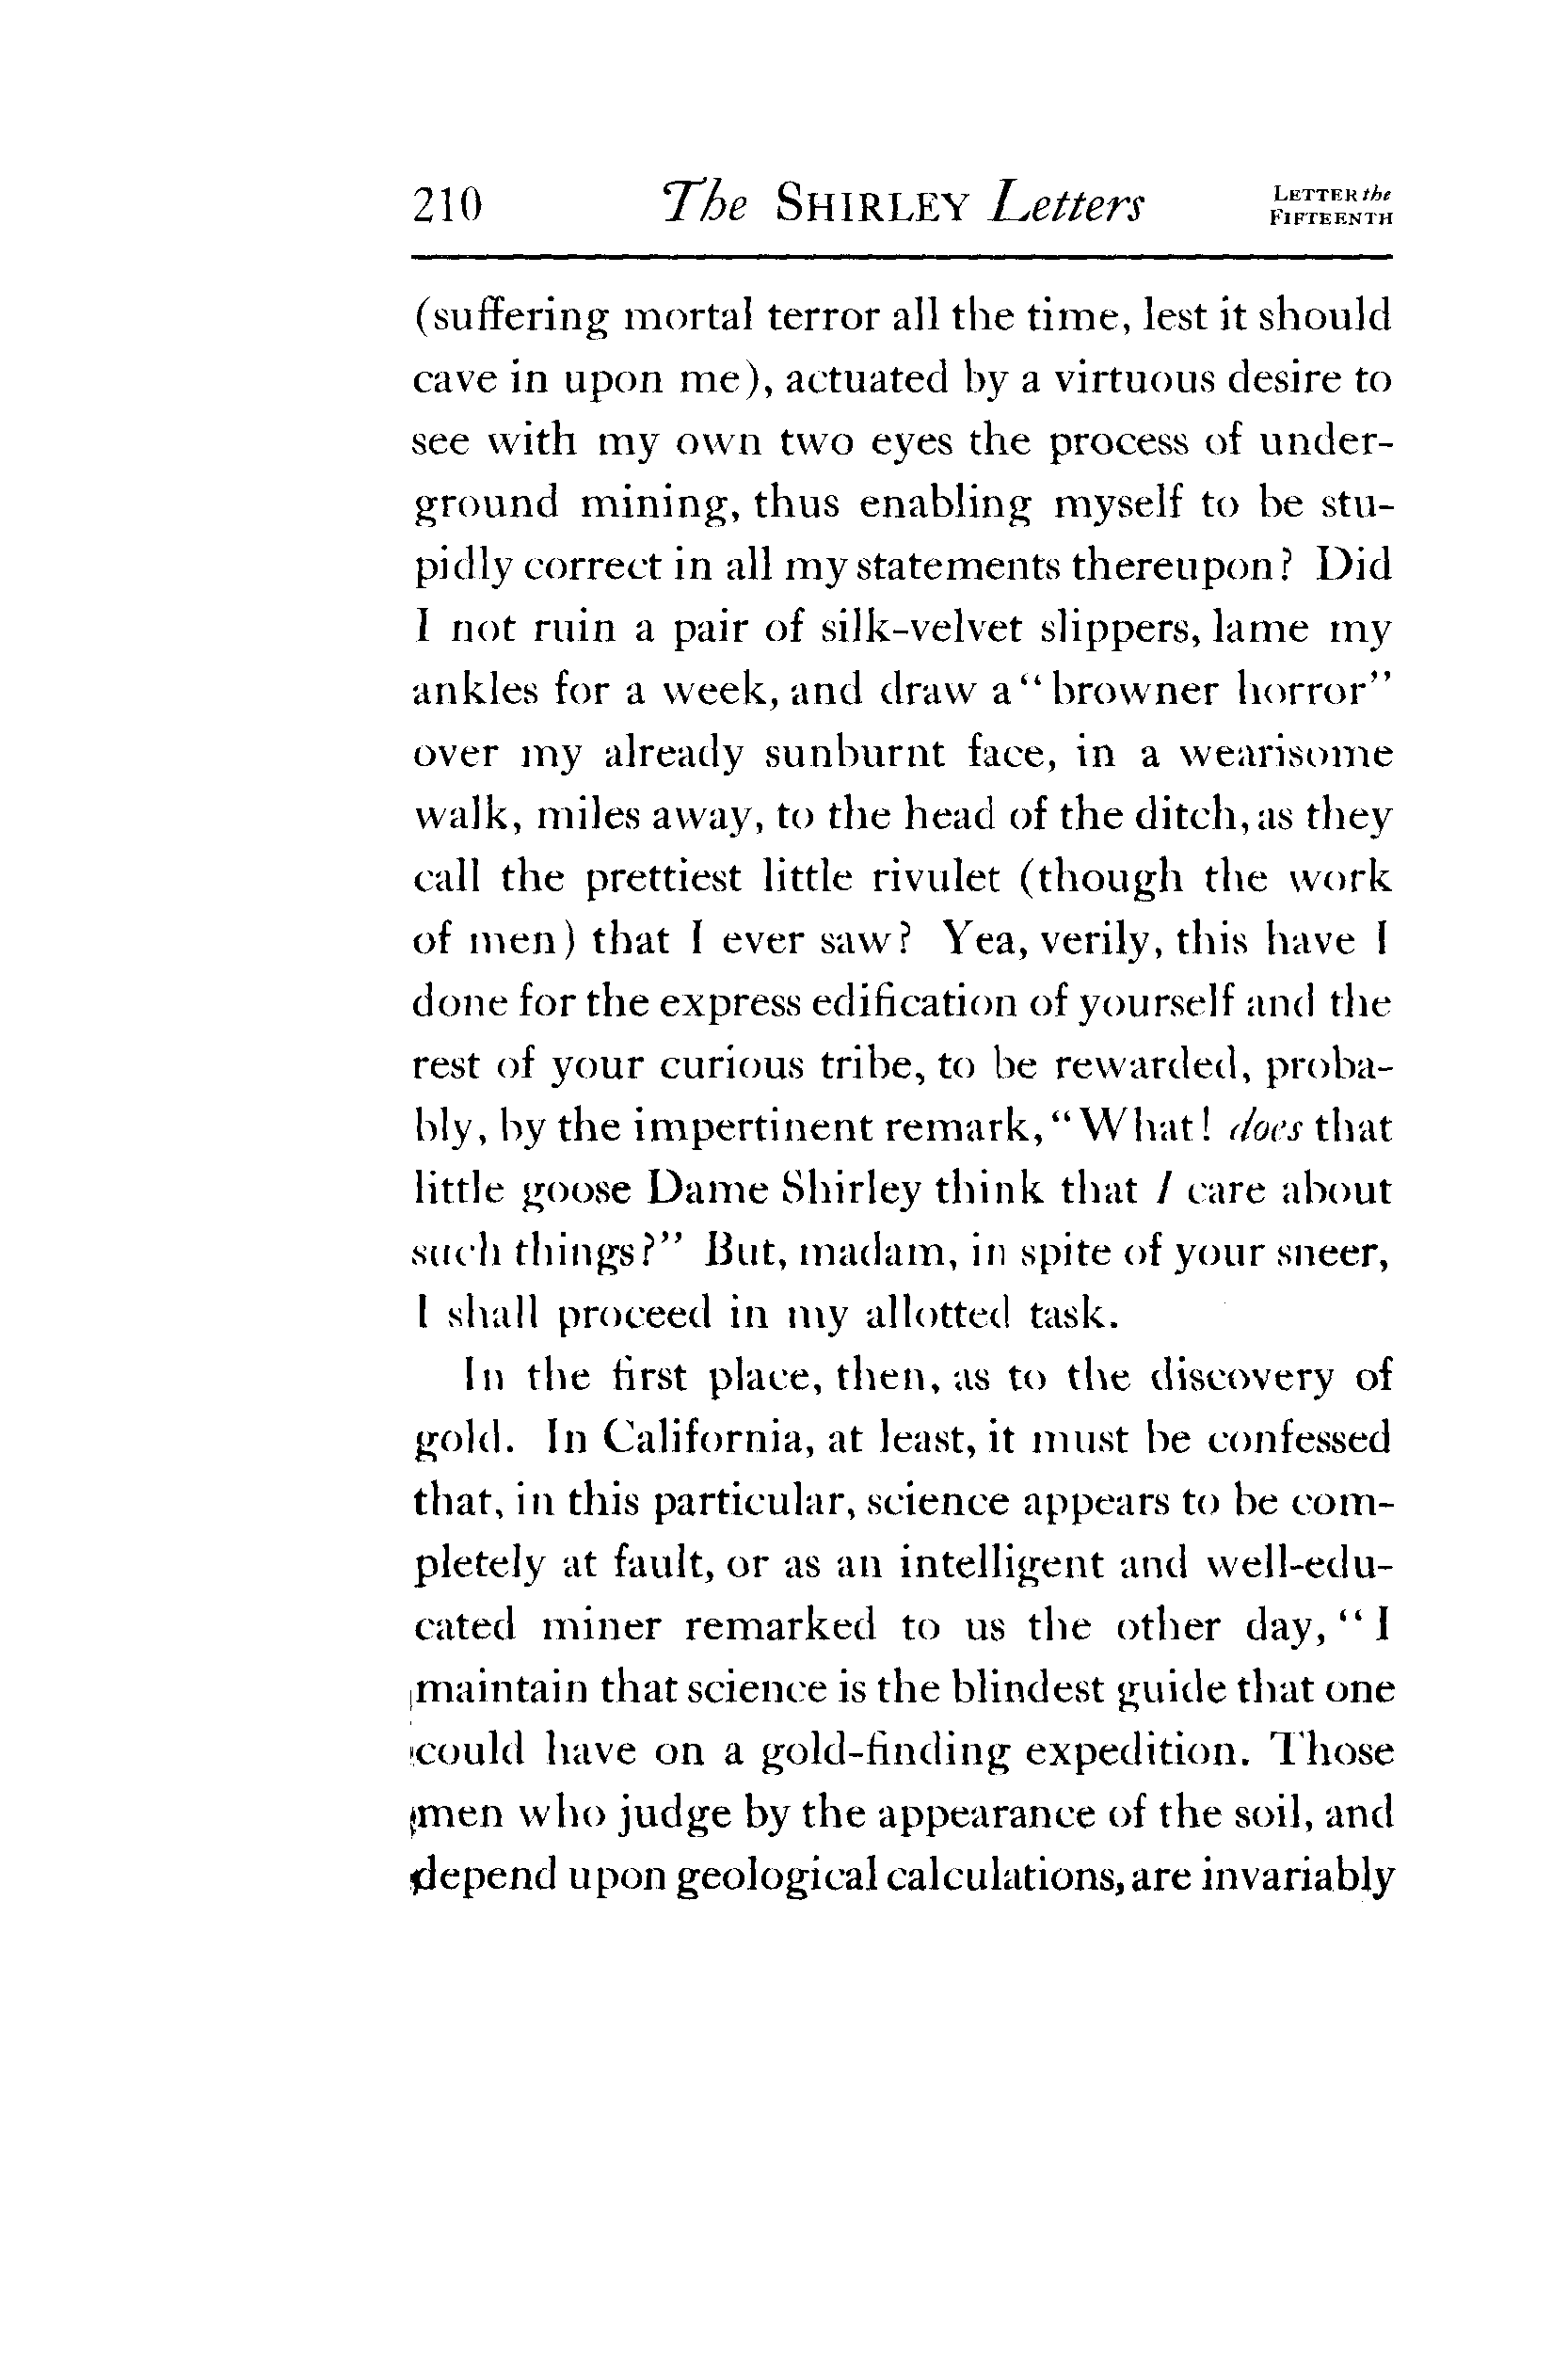 210 The SHIRLEY Letters LETTER the FIFTEENTH
(suffering mortal terror all the time, lest it should
cave in upon me), actuated by a virtuous desire to
see with my own two eyes the process of under-
ground mining, thus enabling myself to be stu-
pidly correct in all my statements thereupon? Did
I not ruin a pair of silk-velvet slippers, lame my
ankles for a week, and draw a "browner horror"
over my already sunburnt face, in a wearisome
walk, miles away, to the head of the ditch, as they
call the prettiest little rivulet (though the work
of men) that I ever saw? Yea, verily, this have I
done for the express edification of yourself and the
rest of your curious tribe, to be rewarded, proba-
bly, by the impertinent remark, "What! does that
little goose Dame Shirley think that I care about
such things?" But, madam, in spite of your sneer,
I shall proceed in my allotted task.
In the first place, then, as to the discovery of
gold. In California, at least, it must be confessed
that, in this particular, science appears to be com-
pletely at fault, or as an intelligent and well-edu-
cated miner remarked to us the other day, "I
maintain that science is the blindest guide that one
could have on a gold-finding expedition. Those
men who judge by the appearance of the soil, and
depend upon geological calculations, are invariably